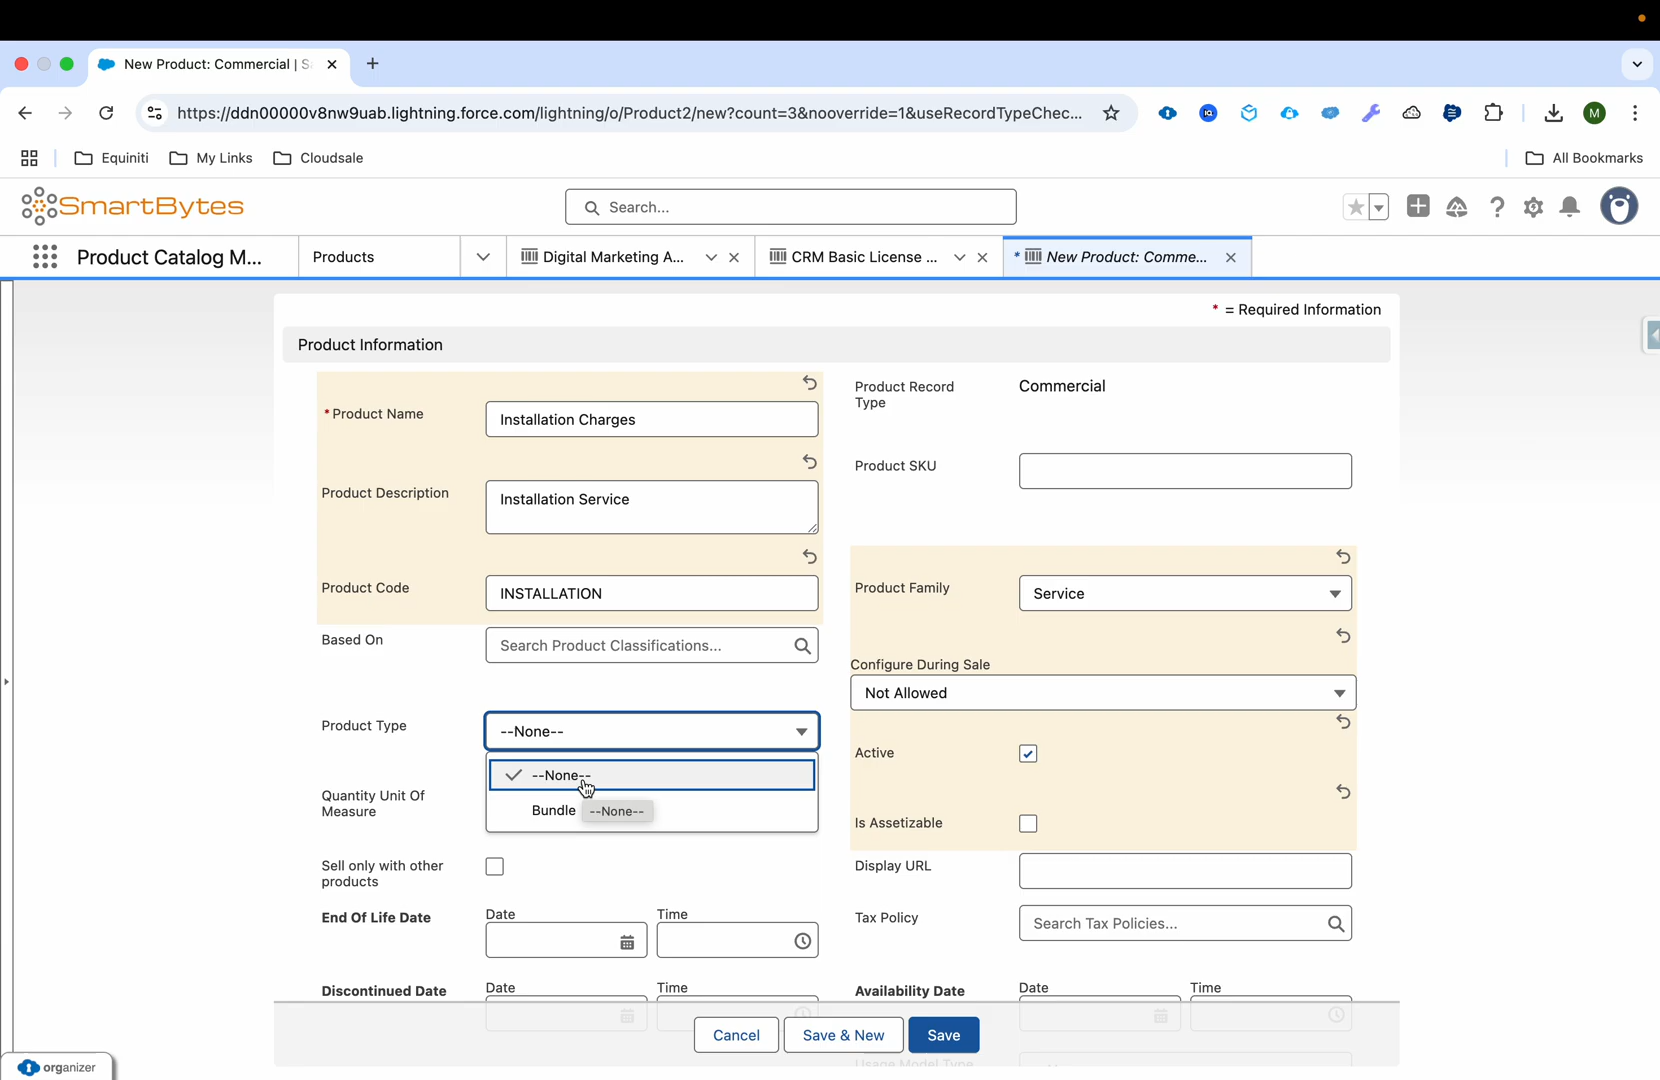 New Product: Commercial | S
https://ddn00000v8nw9uab.lightning.force.com/lightning/o/Product2/new?count=3&nooverride=1&useRecordTypeChec...
M
Equiniti
My Links
Cloudsale
All Bookmarks
SmartBytes
Search...
Product Catalog M...
Products
Digital Marketing A...
CRM Basic License ...
* New Product: Comme...
* = Required Information
Product Information
*Product Name
Installation Charges
Product Record
Type
Commercial
Product Description
Installation Service
Product SKU
Product Code
INSTALLATION
Product Family
Service
Based On
Search Product Classifications...
Configure During Sale
Not Allowed
Product Type
--None--
Active
--None--
Bundle
--None--
Quantity Unit Of
Measure
Is Assetizable
Sell only with other
products
Display URL
End Of Life Date
Date
Time
Tax Policy
Search Tax Policies...
Discontinued Date
Date
Time
Availability Date
Date
Time
Cancel
Save & New
Save
Usage Model Type
organizer